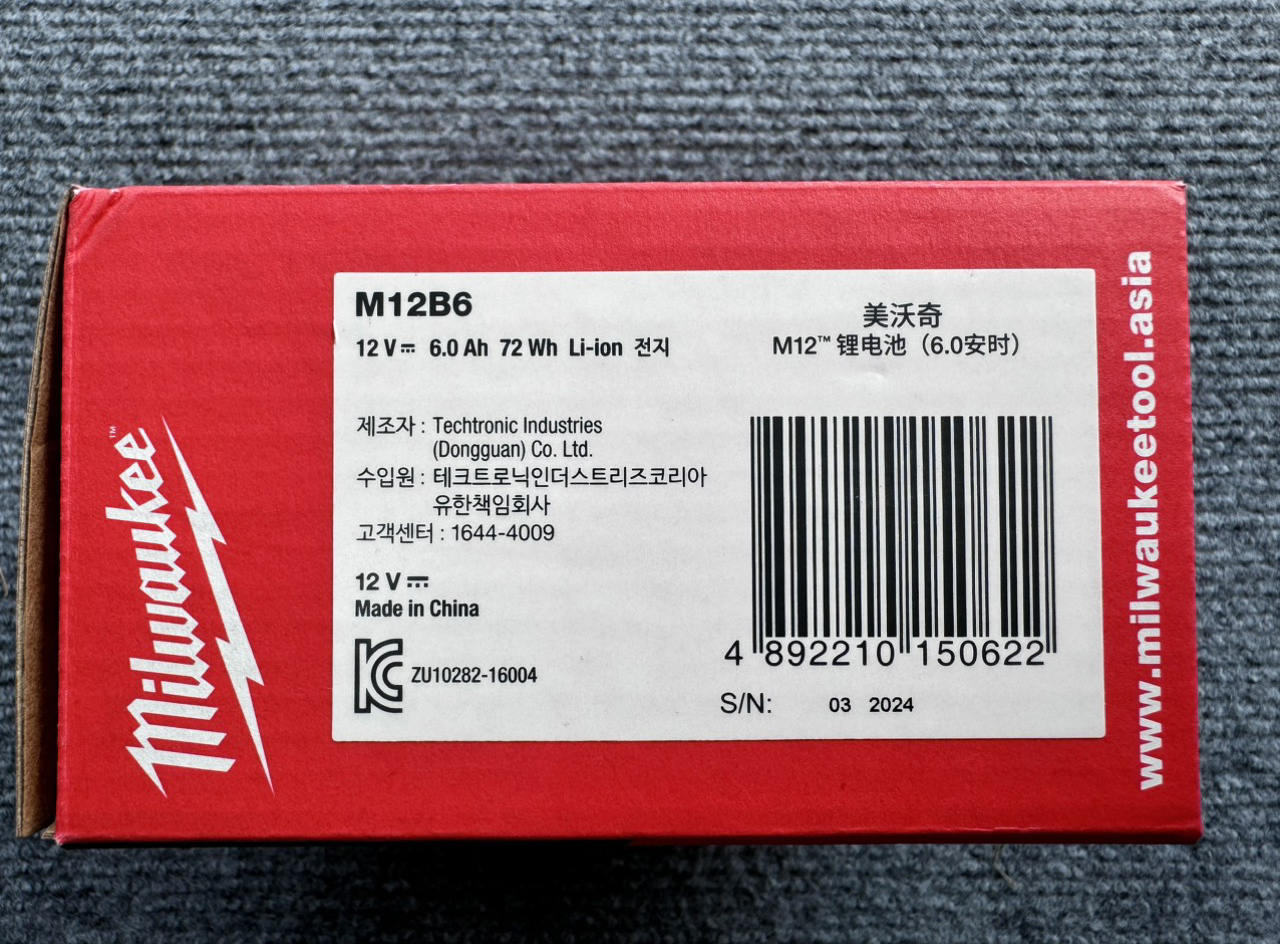 Milwaukee™
M12B6
12 V⎓ 6.0 Ah 72 Wh Li-ion 전지
제조자 : Techtronic Industries
(Dongguan) Co. Ltd.
수입원 : 테크트로닉인더스트리즈코리아
유한책임회사
고객센터 : 1644-4009
12 V⎓
Made in China
ZU10282-16004
美沃奇
M12™ 锂电池（6.0安时）
4 892210 150622
S/N: 03 2024
www.milwaukeetool.asia